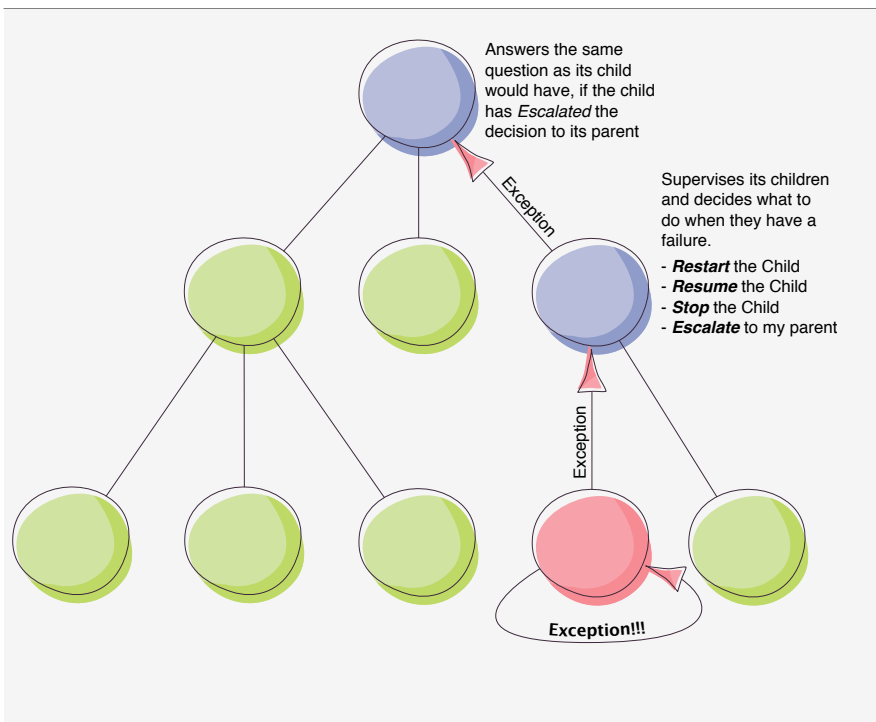 Answers the same
question as its child
would have, if the child
has Escalated the
decision to its parent
Exception
Supervises its children
and decides what to
do when they have a
failure.
- Restart the Child
- Resume the Child
- Stop the Child
- Escalate to my parent
Exception
Exception!!!